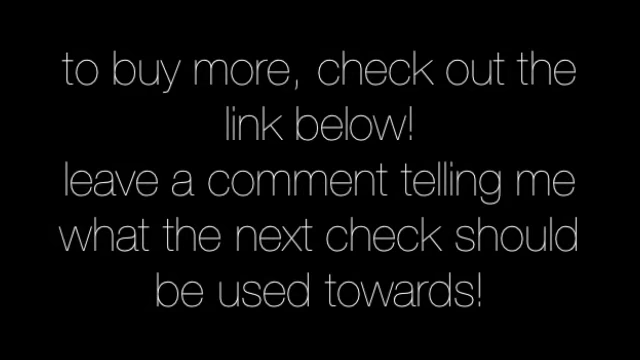 to buy more, check out the
link below!
leave a comment telling me
what the next check should
be used towards!